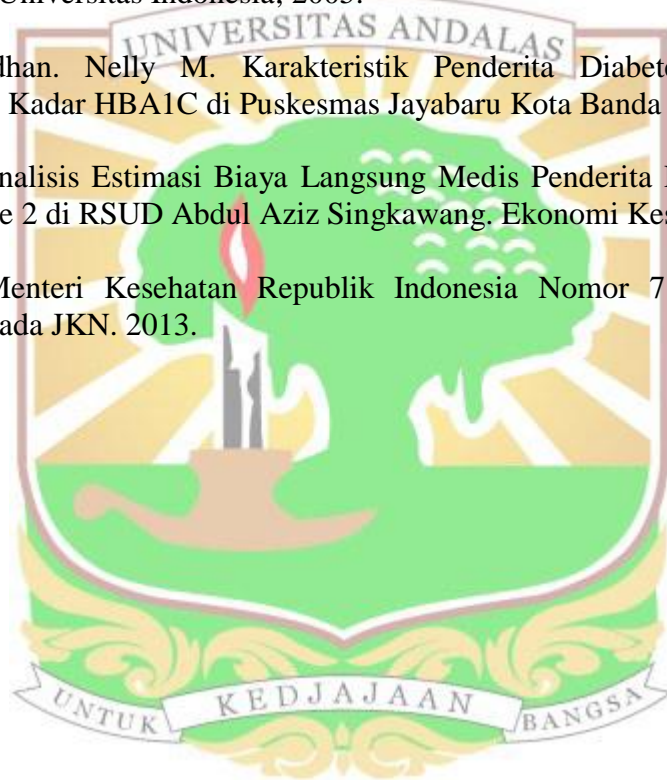 Universitas Indonesia, 2005.
UNIVERSITAS ANDALAS
dhan. Nelly M. Karakteristik Penderita Diabeto
Kadar HBA1C di Puskesmas Jayabaru Kota Banda
nalisis Estimasi Biaya Langsung Medis Penderita
e 2 di RSUD Abdul Aziz Singkawang. Ekonomi Kes
Menteri Kesehatan Republik Indonesia Nomor 7
ada JKN. 2013.
UNTUK KEDJAJAAN BANGSA